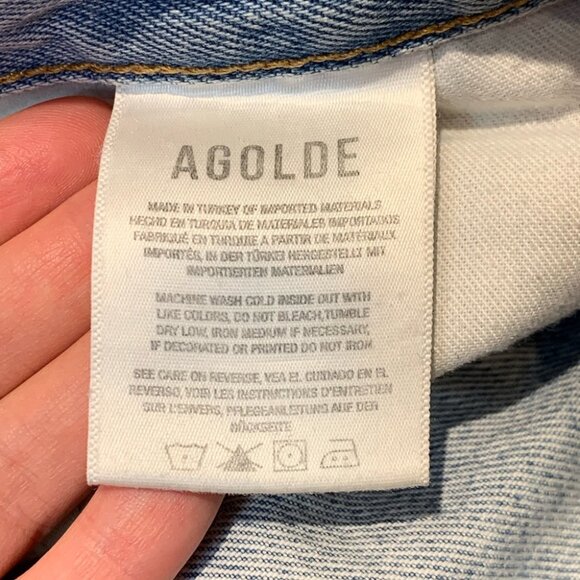 AGOLDE
MADE IN TURKEY OF IMPORTED MATERIALS
HECHO EN TURQUIA DE MATERIALES IMPORTADOS
FABRIQUÉ EN TURQUIE A PARTIR DE MATÉRIAUX
IMPORTÉS, IN DER TÜRKEI HERGESTELLT MIT
IMPORTIERTEN MATERIALIEN
MACHINE WASH COLD INSIDE OUT WITH
LIKE COLORS, DO NOT BLEACH, TUMBLE
DRY LOW, IRON MEDIUM IF NECESSARY,
IF DECORATED OR PRINTED DO NOT IRON
SEE CARE ON REVERSE, VEA EL CUIDADO EN EL
REVERSO, VOIR LES INSTRUCTIONS D'ENTRETIEN
SUR L'ENVERS, PFLEGEANLEITUNG AUF DER
RÜCKSEITE